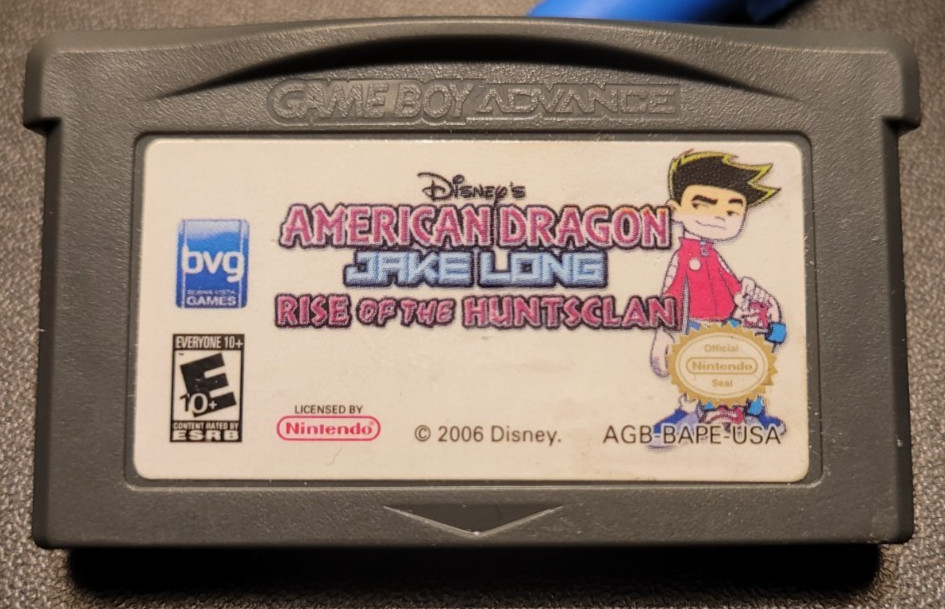 GAME BOY ADVANCE
DISNEY'S
AMERICAN DRAGON
JAKE LONG
RISE OF THE HUNTSCLAN
bvg
BUENA VISTA
GAMES
EVERYONE 10+
E
10+
CONTENT RATED BY
ESRB
LICENSED BY
Nintendo
© 2006 Disney.
Official
Nintendo
Seal
AGB-BAPE-USA